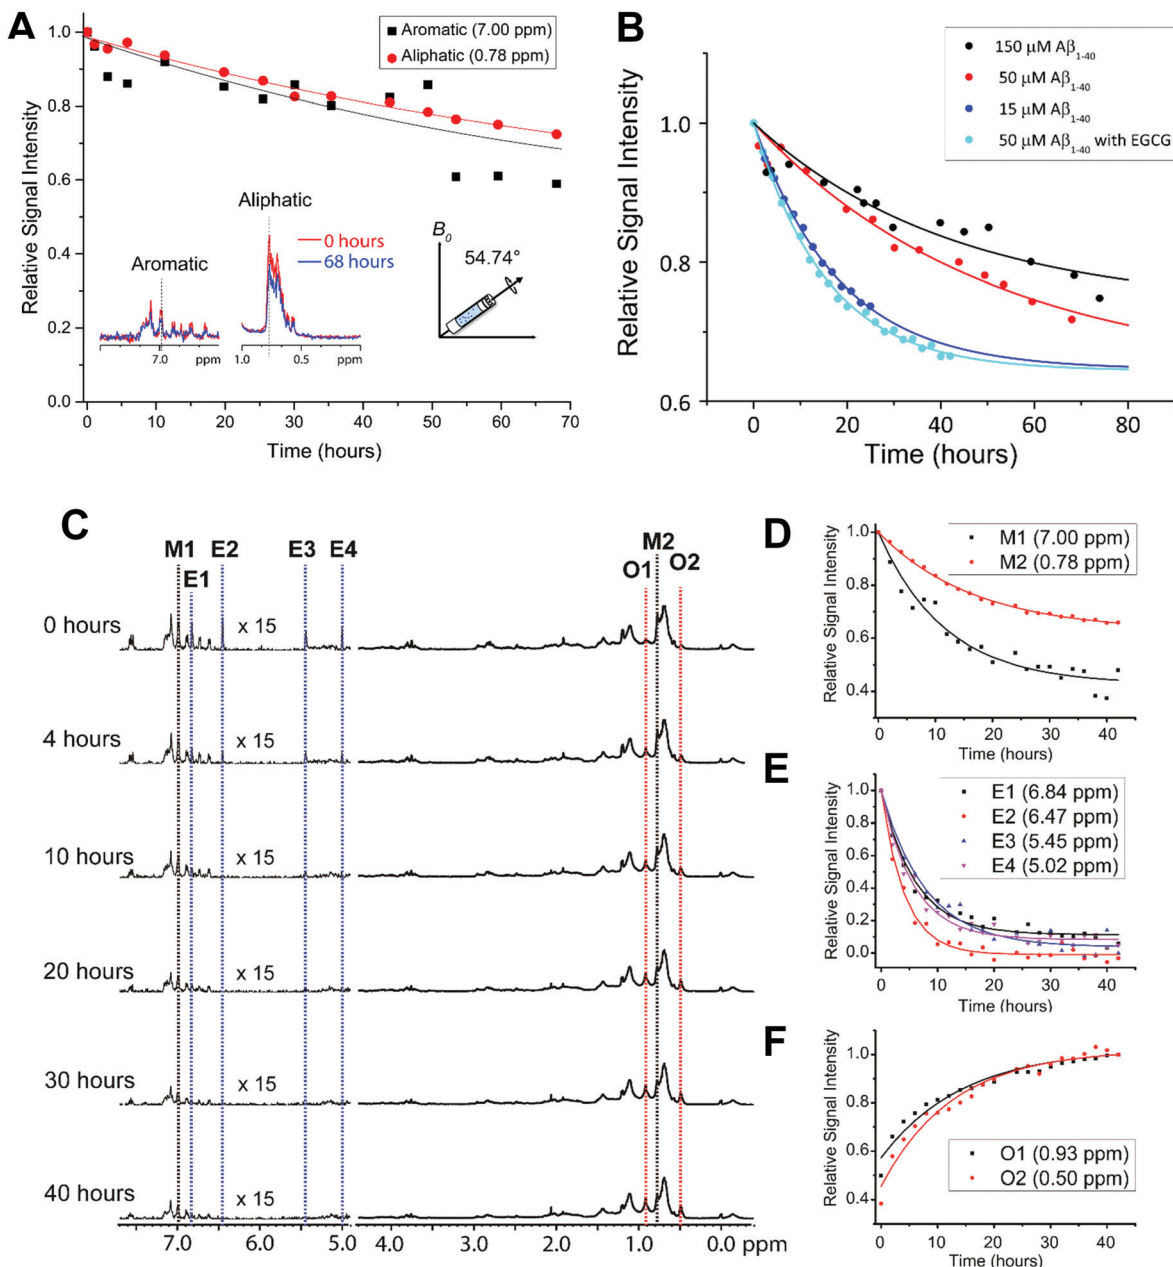 A
Relative Signal Intensity
1.0
0.8
0.6
0.4
0.2
0.0
Aromatic (7.00 ppm)
Aliphatic (0.78 ppm)
Aliphatic
0 hours
68 hours
Aromatic
7.0
ppm
1.0
0.5
ppm
B0
54.74°
0
10
20
30
40
50
60
70
Time (hours)
B
Relative Signal Intensity
1.0
0.8
0.6
150 μM Aβ1-40
50 μM Aβ1-40
15 μM Aβ1-40
50 μM Aβ1-40 with EGCG
0
20
40
60
80
Time (hours)
C
M1
E1
E2
E3
E4
O1
M2
O2
0 hours
x 15
4 hours
x 15
10 hours
x 15
20 hours
x 15
30 hours
x 15
40 hours
x 15
7.0
6.0
5.0
4.0
3.0
2.0
1.0
0.0
ppm
D
Relative Signal Intensity
1.0
0.8
0.6
0.4
M1 (7.00 ppm)
M2 (0.78 ppm)
0
10
20
30
40
Time (hours)
E
Relative Signal Intensity
1.0
0.8
0.6
0.4
0.2
0.0
E1 (6.84 ppm)
E2 (6.47 ppm)
E3 (5.45 ppm)
E4 (5.02 ppm)
0
10
20
30
40
Time (hours)
F
Relative Signal Intensity
1.0
0.8
0.6
0.4
O1 (0.93 ppm)
O2 (0.50 ppm)
0
10
20
30
40
Time (hours)